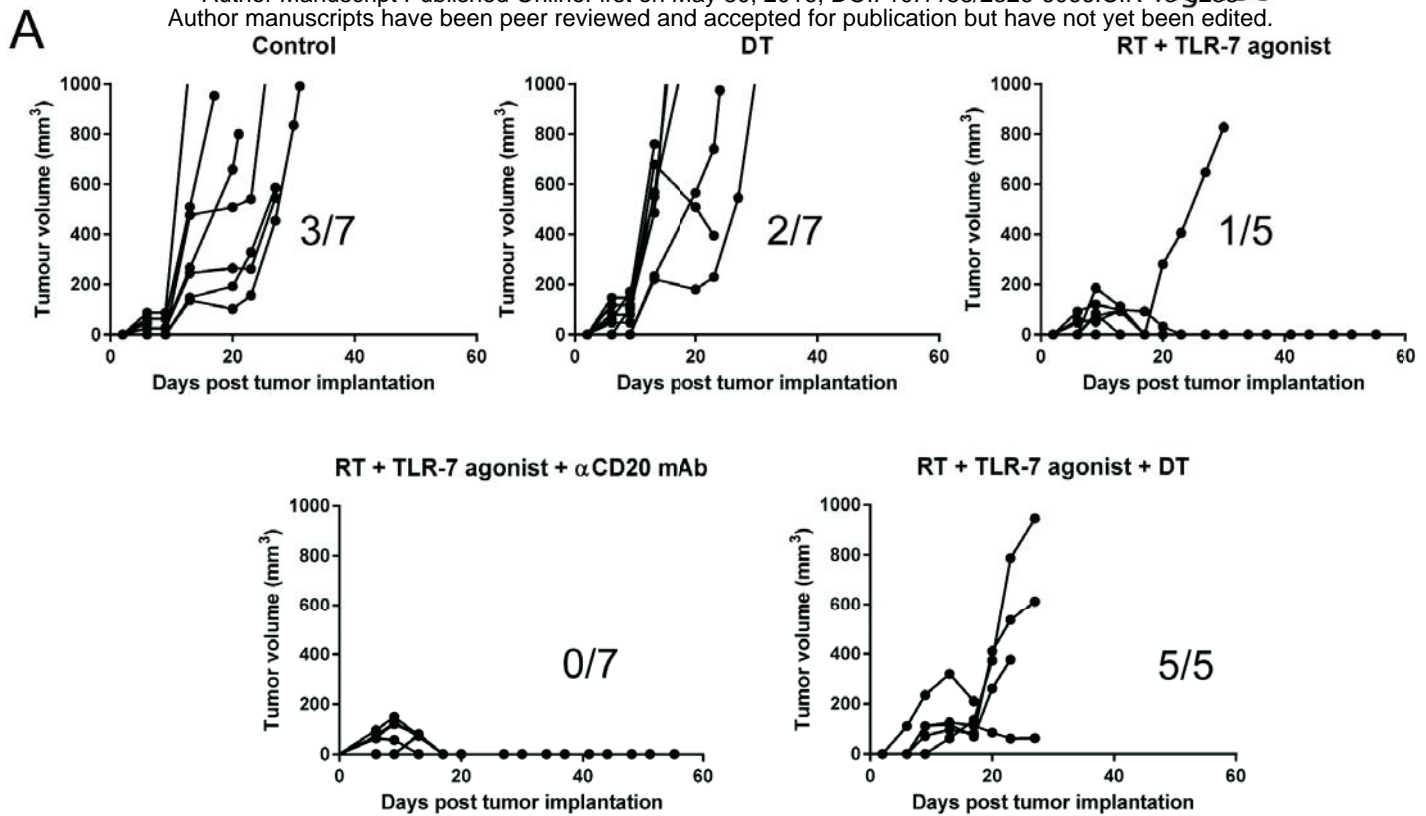 Author manuscripts have been peer reviewed and accepted for publication but have not yet been edited.
A
Control
1000
800
600
400
200
0
Tumour volume (mm3)
3/7
0 20 40 60
Days post tumor implantation
DT
1000
800
600
400
200
0
Tumour volume (mm3)
2/7
0 20 40 60
Days post tumor implantation
RT + TLR-7 agonist
1000
800
600
400
200
0
Tumor volume (mm3)
1/5
0 20 40 60
Days post tumor implantation
RT + TLR-7 agonist + αCD20 mAb
1000
800
600
400
200
0
Tumor volume (mm3)
0/7
0 20 40 60
Days post tumor implantation
RT + TLR-7 agonist + DT
1000
800
600
400
200
0
Tumor volume (mm3)
5/5
0 20 40 60
Days post tumor implantation